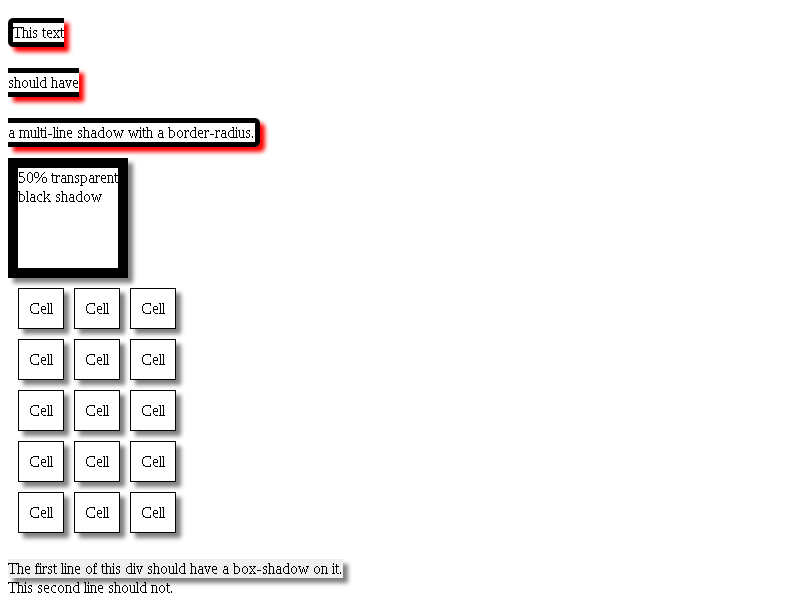 This text
should have
a multi-line shadow with a border-radius.
50% transparent
black shadow
Cell Cell Cell
Cell Cell Cell
Cell Cell Cell
Cell Cell Cell
Cell Cell Cell
The first line of this div should have a box-shadow on it.
This second line should not.